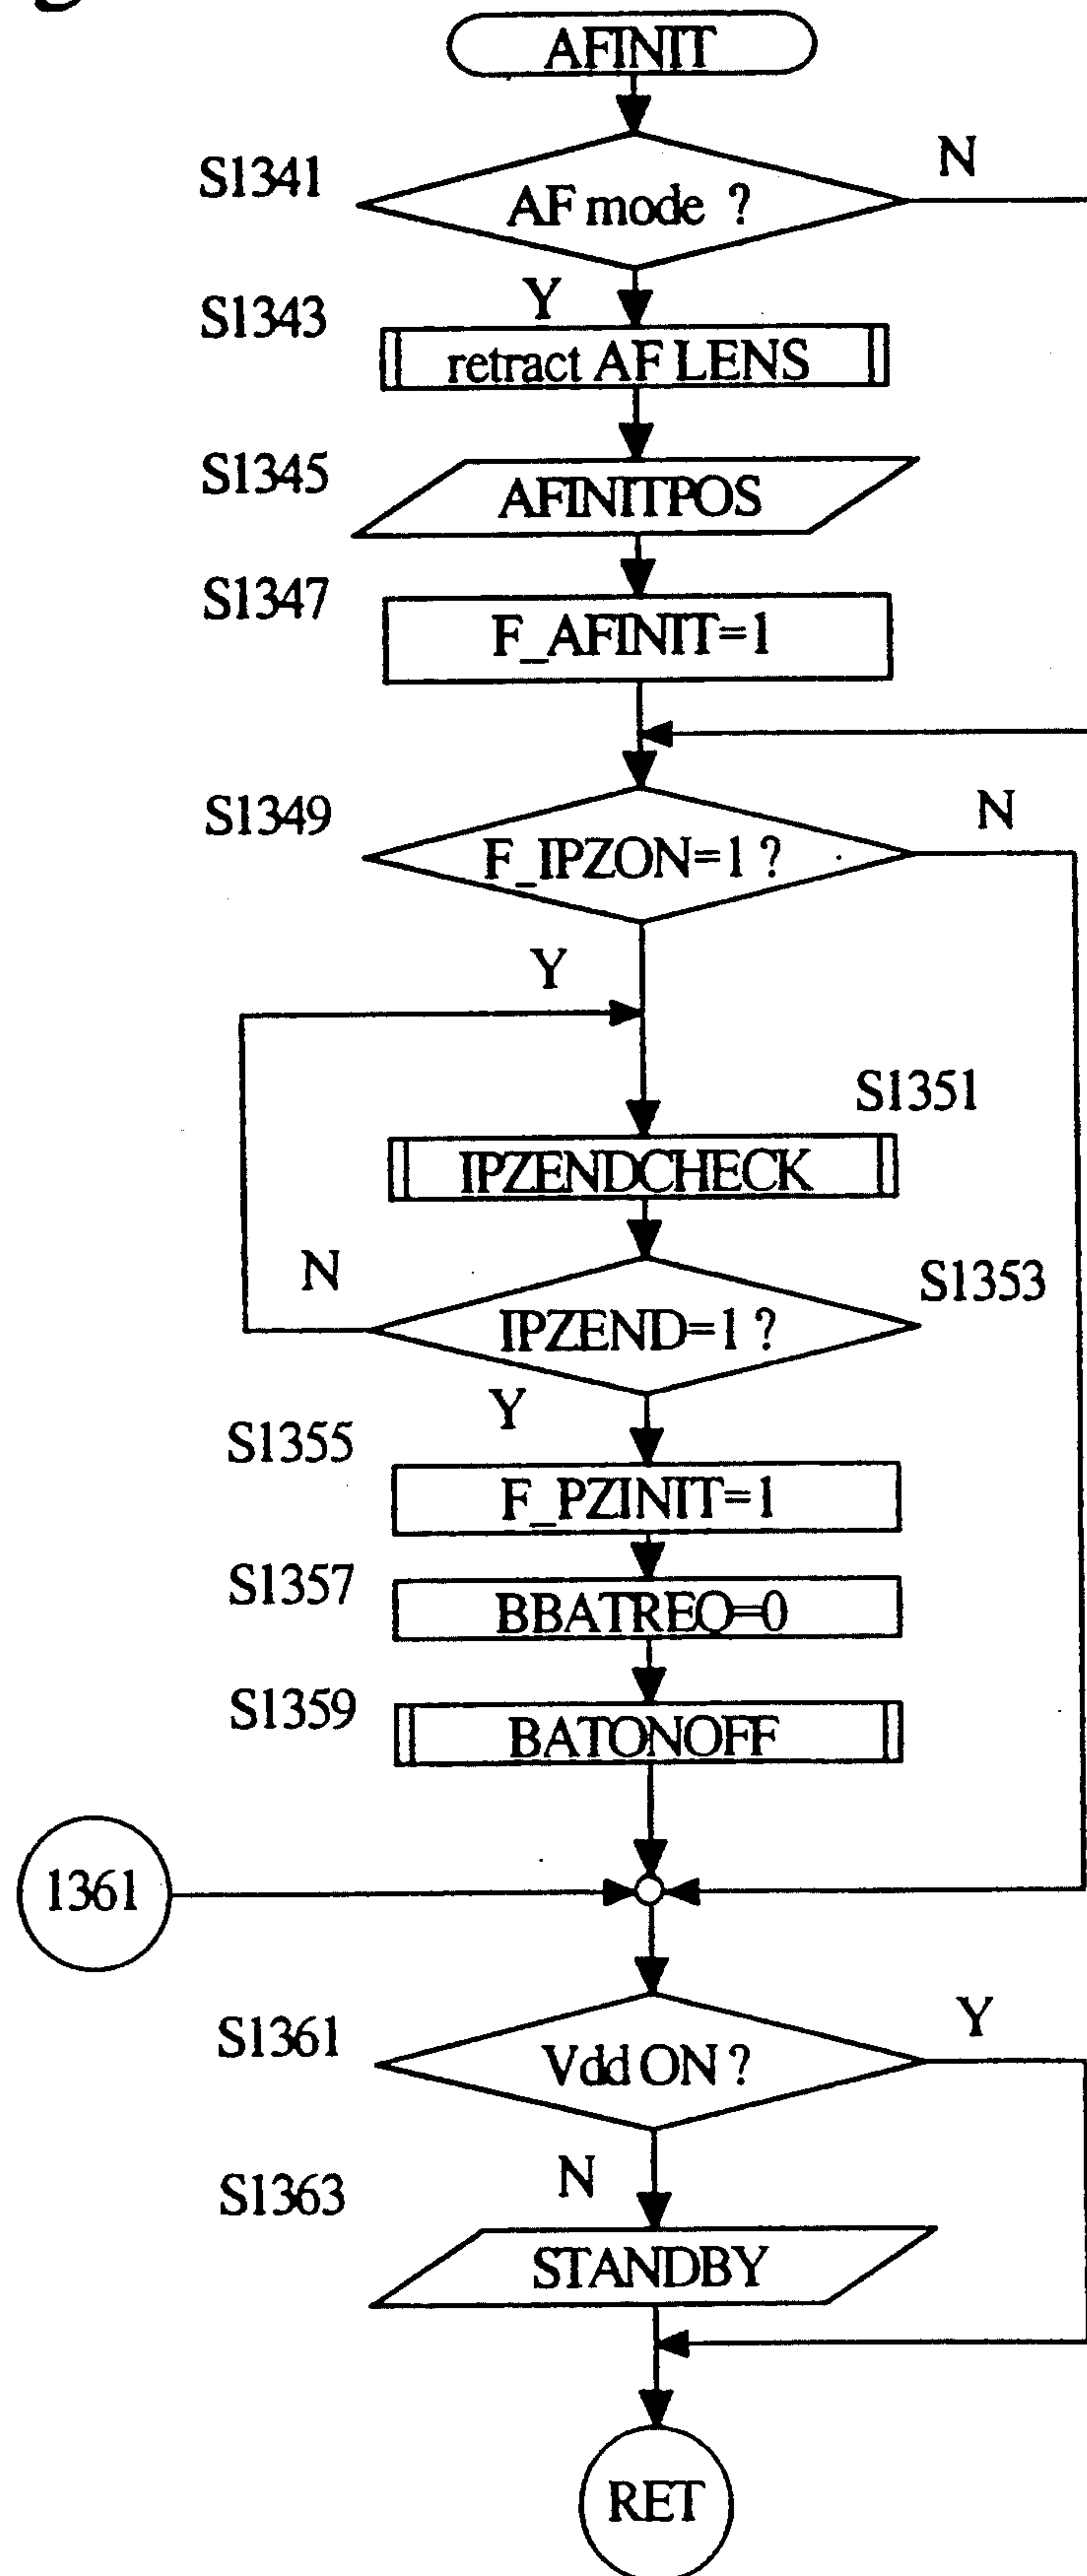 AFINIT
S1341
AF mode ?
N
Y
S1343
retract AF LENS
S1345
AFINITPOS
S1347
F_AFINIT=1
S1349
F_IPZON=1 ?
N
Y
S1351
IPZENDCHECK
N
S1353
IPZEND=1 ?
Y
S1355
F_PZINIT=1
S1357
BBATREQ=0
S1359
BATONOFF
1361
S1361
Vdd ON ?
Y
N
S1363
STANDBY
RET